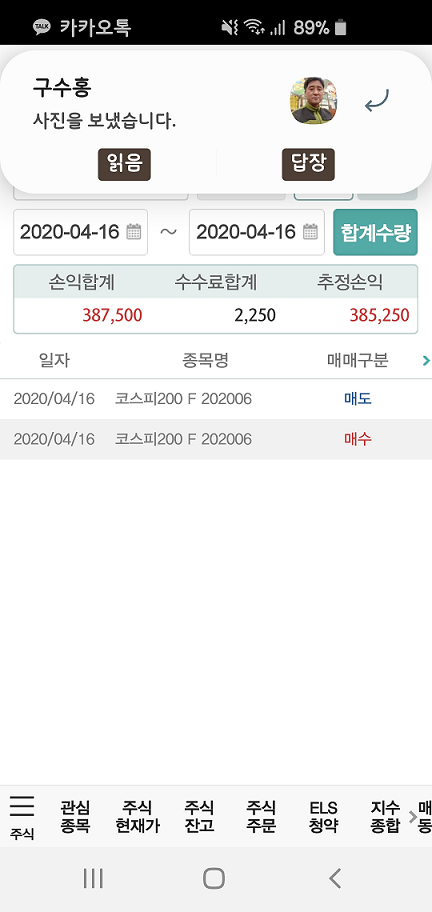 TALK 카카오톡 89%
구수홍
사진을 보냈습니다.
읽음 답장
2020-04-16 ~ 2020-04-16 합계수량
손익합계 수수료합계 추정손익
387,500 2,250 385,250
일자 종목명 매매구분
2020/04/16 코스피200 F 202006 매도
2020/04/16 코스피200 F 202006 매수
관심 주식 주식 주식 ELS 지수 매
주식 종목 현재가 잔고 주문 청약 종합 동